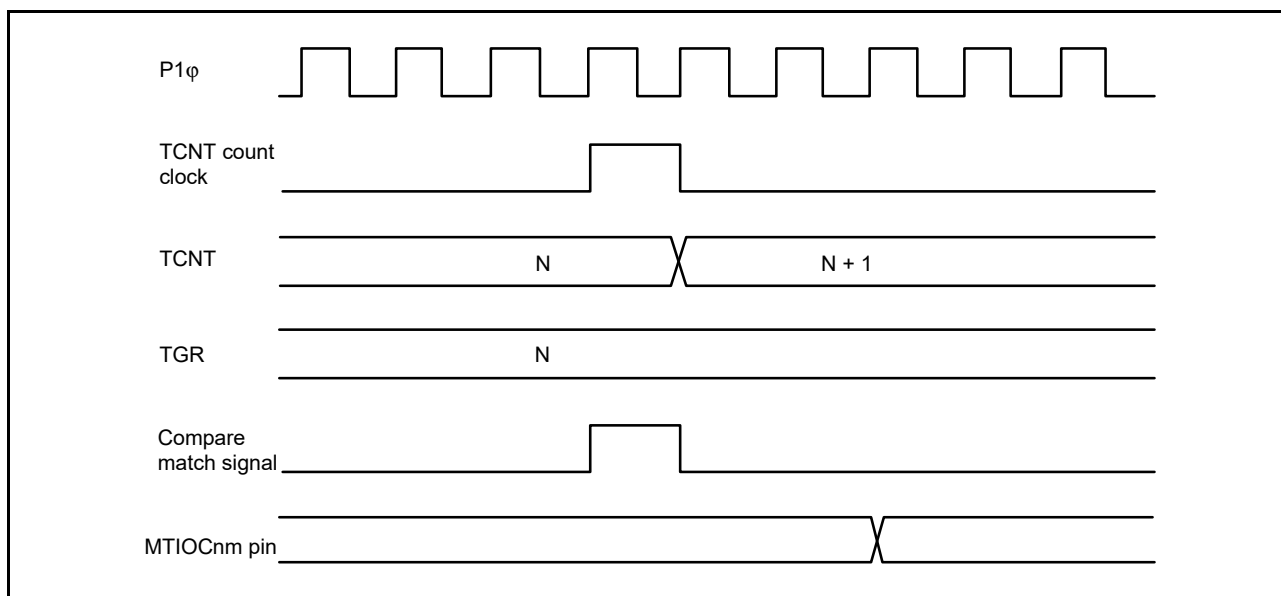 P1φ
TCNT count
clock
TCNT
N
N + 1
TGR
N
Compare
match signal
MTIOCnm pin